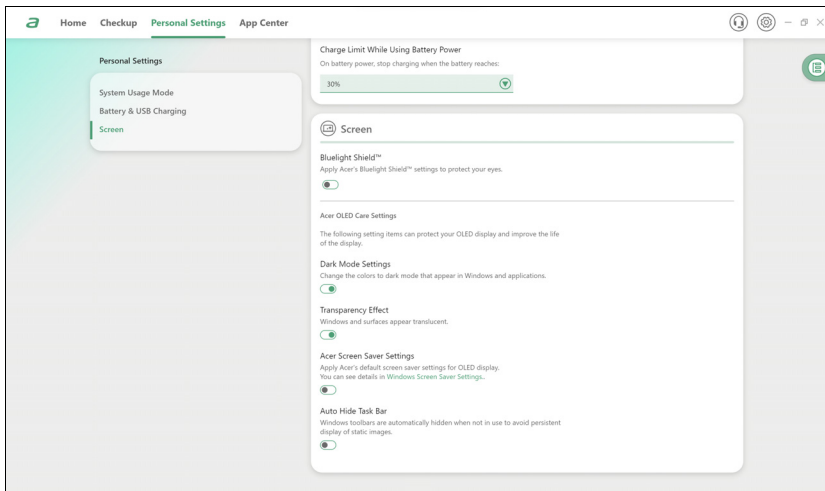 a Home Checkup Personal Settings App Center
Personal Settings
System Usage Mode
Battery & USB Charging
Screen
Charge Limit While Using Battery Power
On battery power, stop charging when the battery reaches:
30%
Screen
Bluelight Shield™
Apply Acer's Bluelight Shield™ settings to protect your eyes.
Acer OLED Care Settings
The following setting items can protect your OLED display and improve the life
of the display.
Dark Mode Settings
Change the colors to dark mode that appear in Windows and applications.
Transparency Effect
Windows and surfaces appear translucent.
Acer Screen Saver Settings
Apply Acer's default screen saver settings for OLED display.
You can see details in Windows Screen Saver Settings..
Auto Hide Task Bar
Windows toolbars are automatically hidden when not in use to avoid persistent
display of static images.